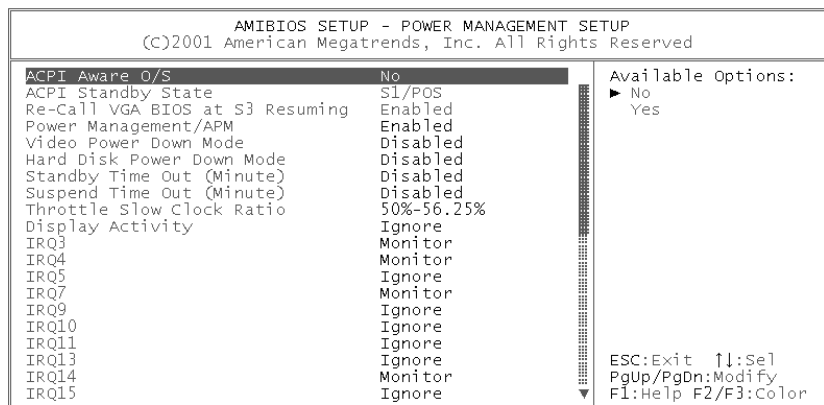 AMIBIOS SETUP - POWER MANAGEMENT SETUP
(C)2001 American Megatrends, Inc. All Rights Reserved
ACPI Aware O/S No
ACPI Standby State S1/POS
Re-Call VGA BIOS at S3 Resuming Enabled
Power Management/APM Enabled
Video Power Down Mode Disabled
Hard Disk Power Down Mode Disabled
Standby Time Out (Minute) Disabled
Suspend Time Out (Minute) Disabled
Throttle Slow Clock Ratio 50%-56.25%
Display Activity Ignore
IRQ3 Monitor
IRQ4 Monitor
IRQ5 Ignore
IRQ7 Monitor
IRQ9 Ignore
IRQ10 Ignore
IRQ11 Ignore
IRQ13 Ignore
IRQ14 Monitor
IRQ15 Ignore
Available Options:
► No
Yes
ESC:Exit ↑↓:Sel
PgUp/PgDn:Modify
F1:Help F2/F3:Color